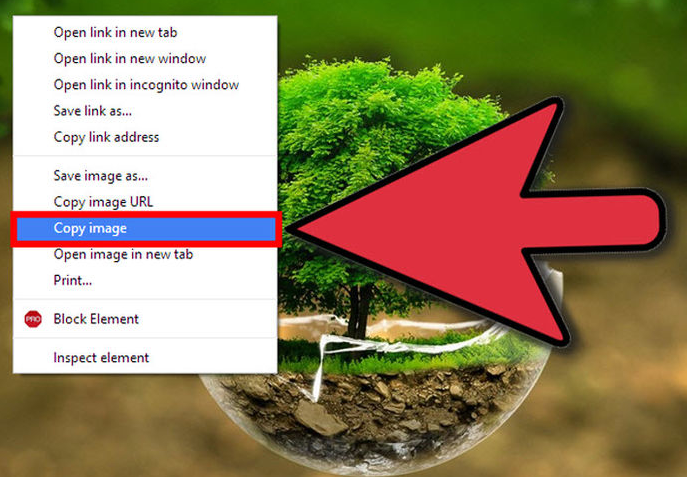 Open link in new tab
Open link in new window
Open link in incognito window
Save link as...
Copy link address
Save image as...
Copy image URL
Copy image
Open image in new tab
Print...
PRO Block Element
Inspect element